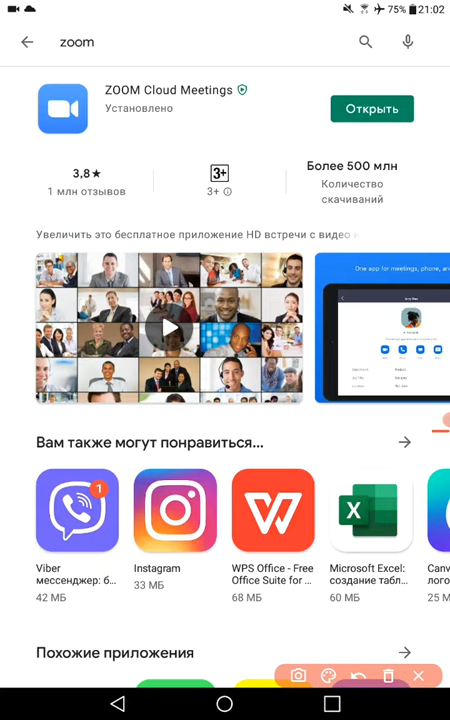 75% 21:02
zoom
ZOOM Cloud Meetings
Установлено
Открыть
3,8★
1 млн отзывов
3+
3+
Более 500 млн
Количество
скачиваний
Увеличить это бесплатное приложение HD встречи с видео
One app for meetings, phone,
Вам также могут понравиться...
1
Viber
мессенджер: б...
42 МБ
Instagram
33 МБ
WPS Office - Free
Office Suite for ...
68 МБ
X
Microsoft Excel:
создание табл...
60 МБ
Canv
лого
25 М
Похожие приложения